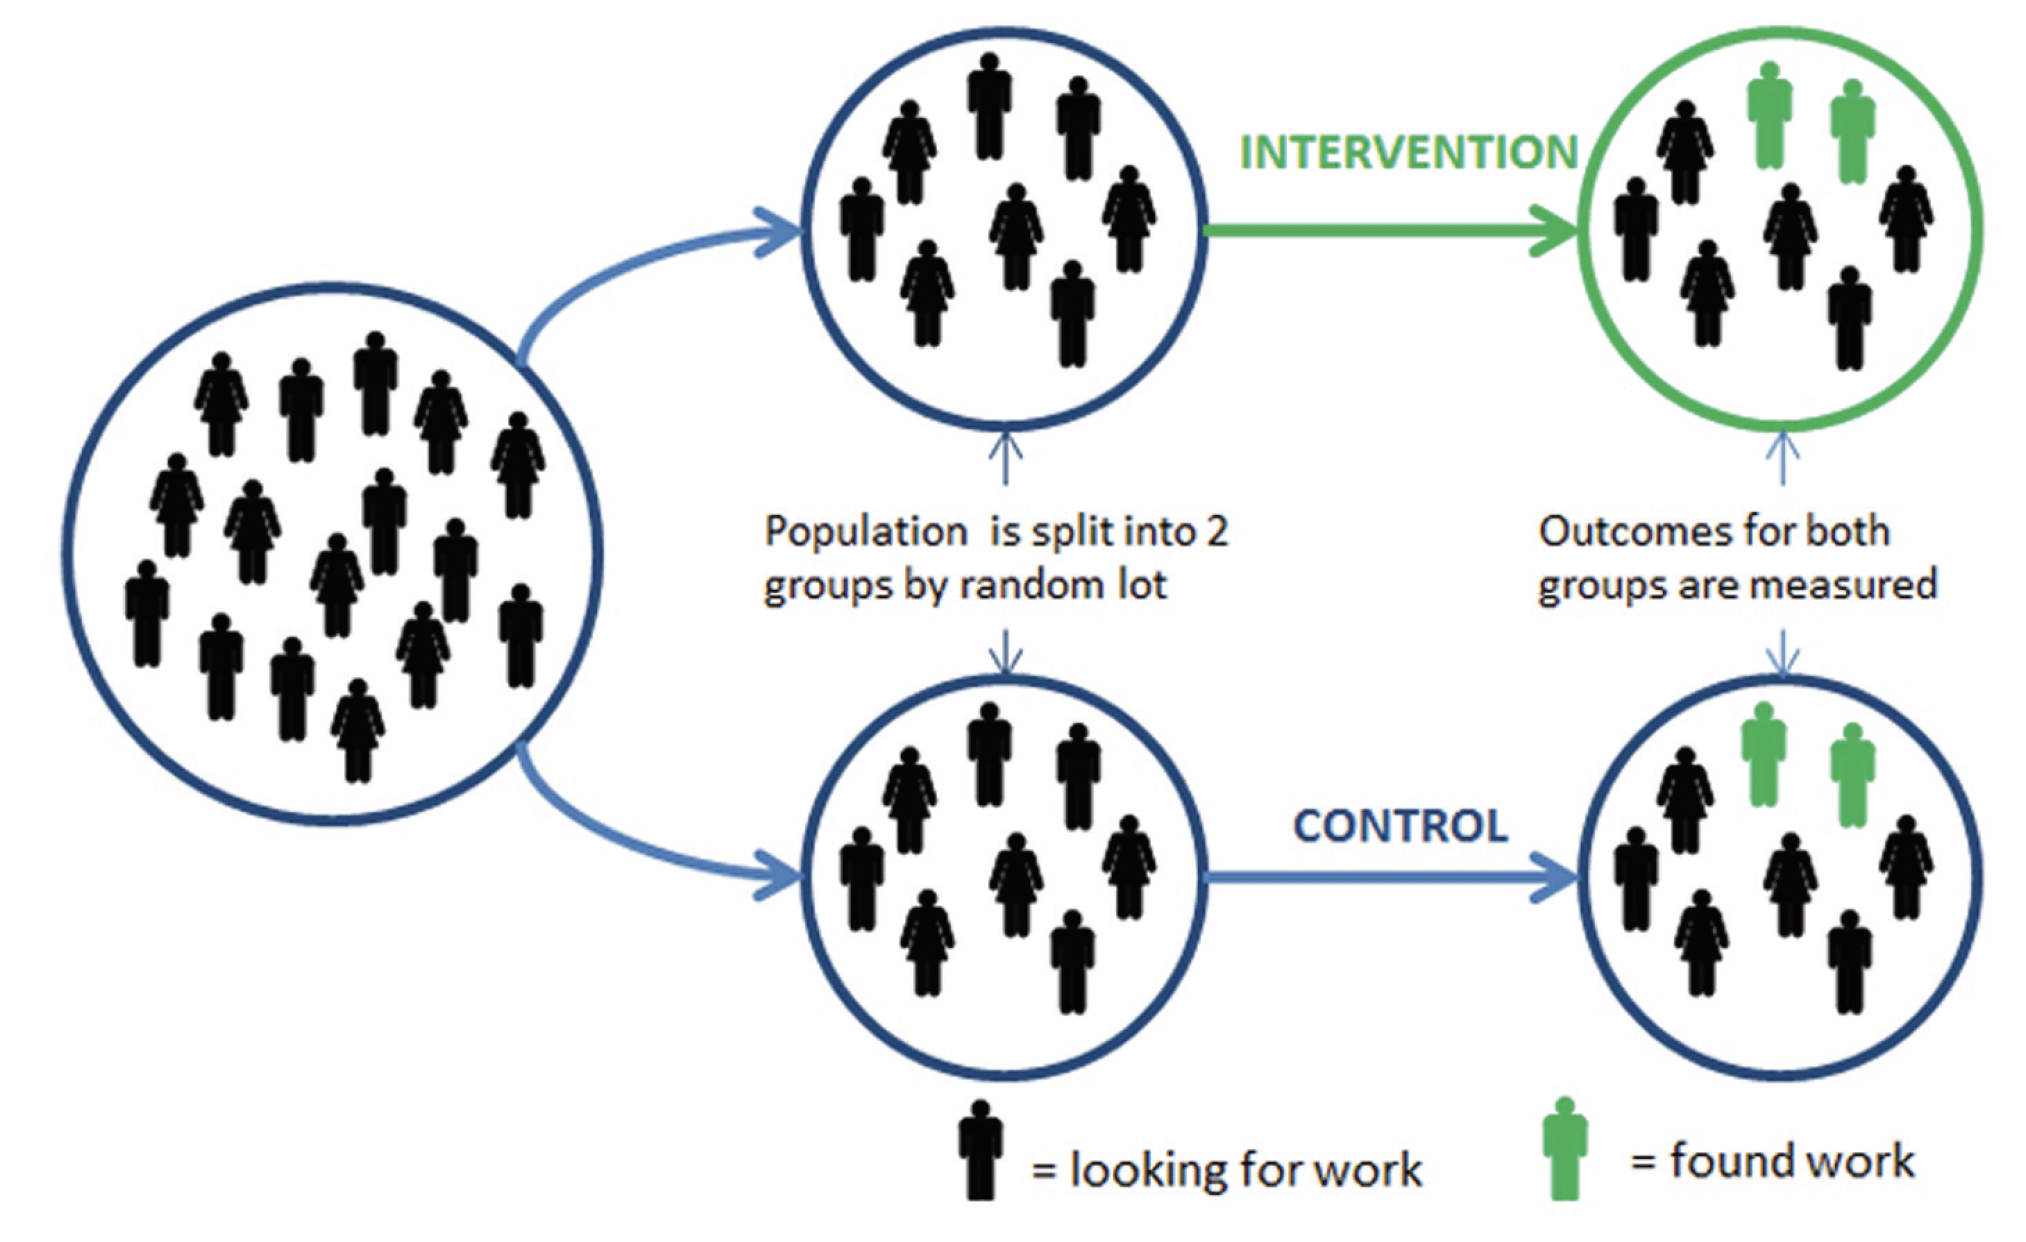 INTERVENTION
Population is split into 2
groups by random lot
Outcomes for both
groups are measured
CONTROL
= looking for work
= found work